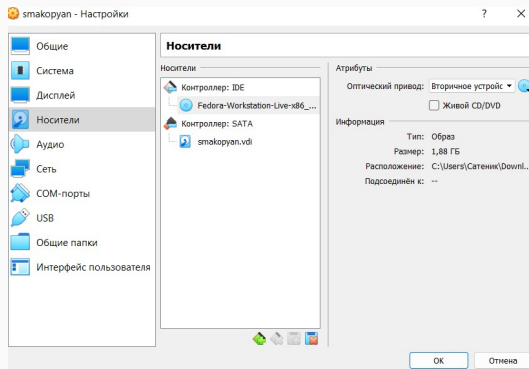 smakopyan - Настройки
?
Общие
Система
Дисплей
Носители
Аудио
Сеть
COM-порты
USB
Общие папки
Интерфейс пользователя
Носители
Носители
Контроллер: IDE
Fedora-Workstation-Live-x86_...
Контроллер: SATA
smakopyan.vdi
Атрибуты
Оптический привод: Вторичное устройс
Живой CD/DVD
Информация
Тип: Образ
Размер: 1,88 ГБ
Расположение: C:\Users\Сатеник\Downl...
Подсоединён к: --
OK
Отмена